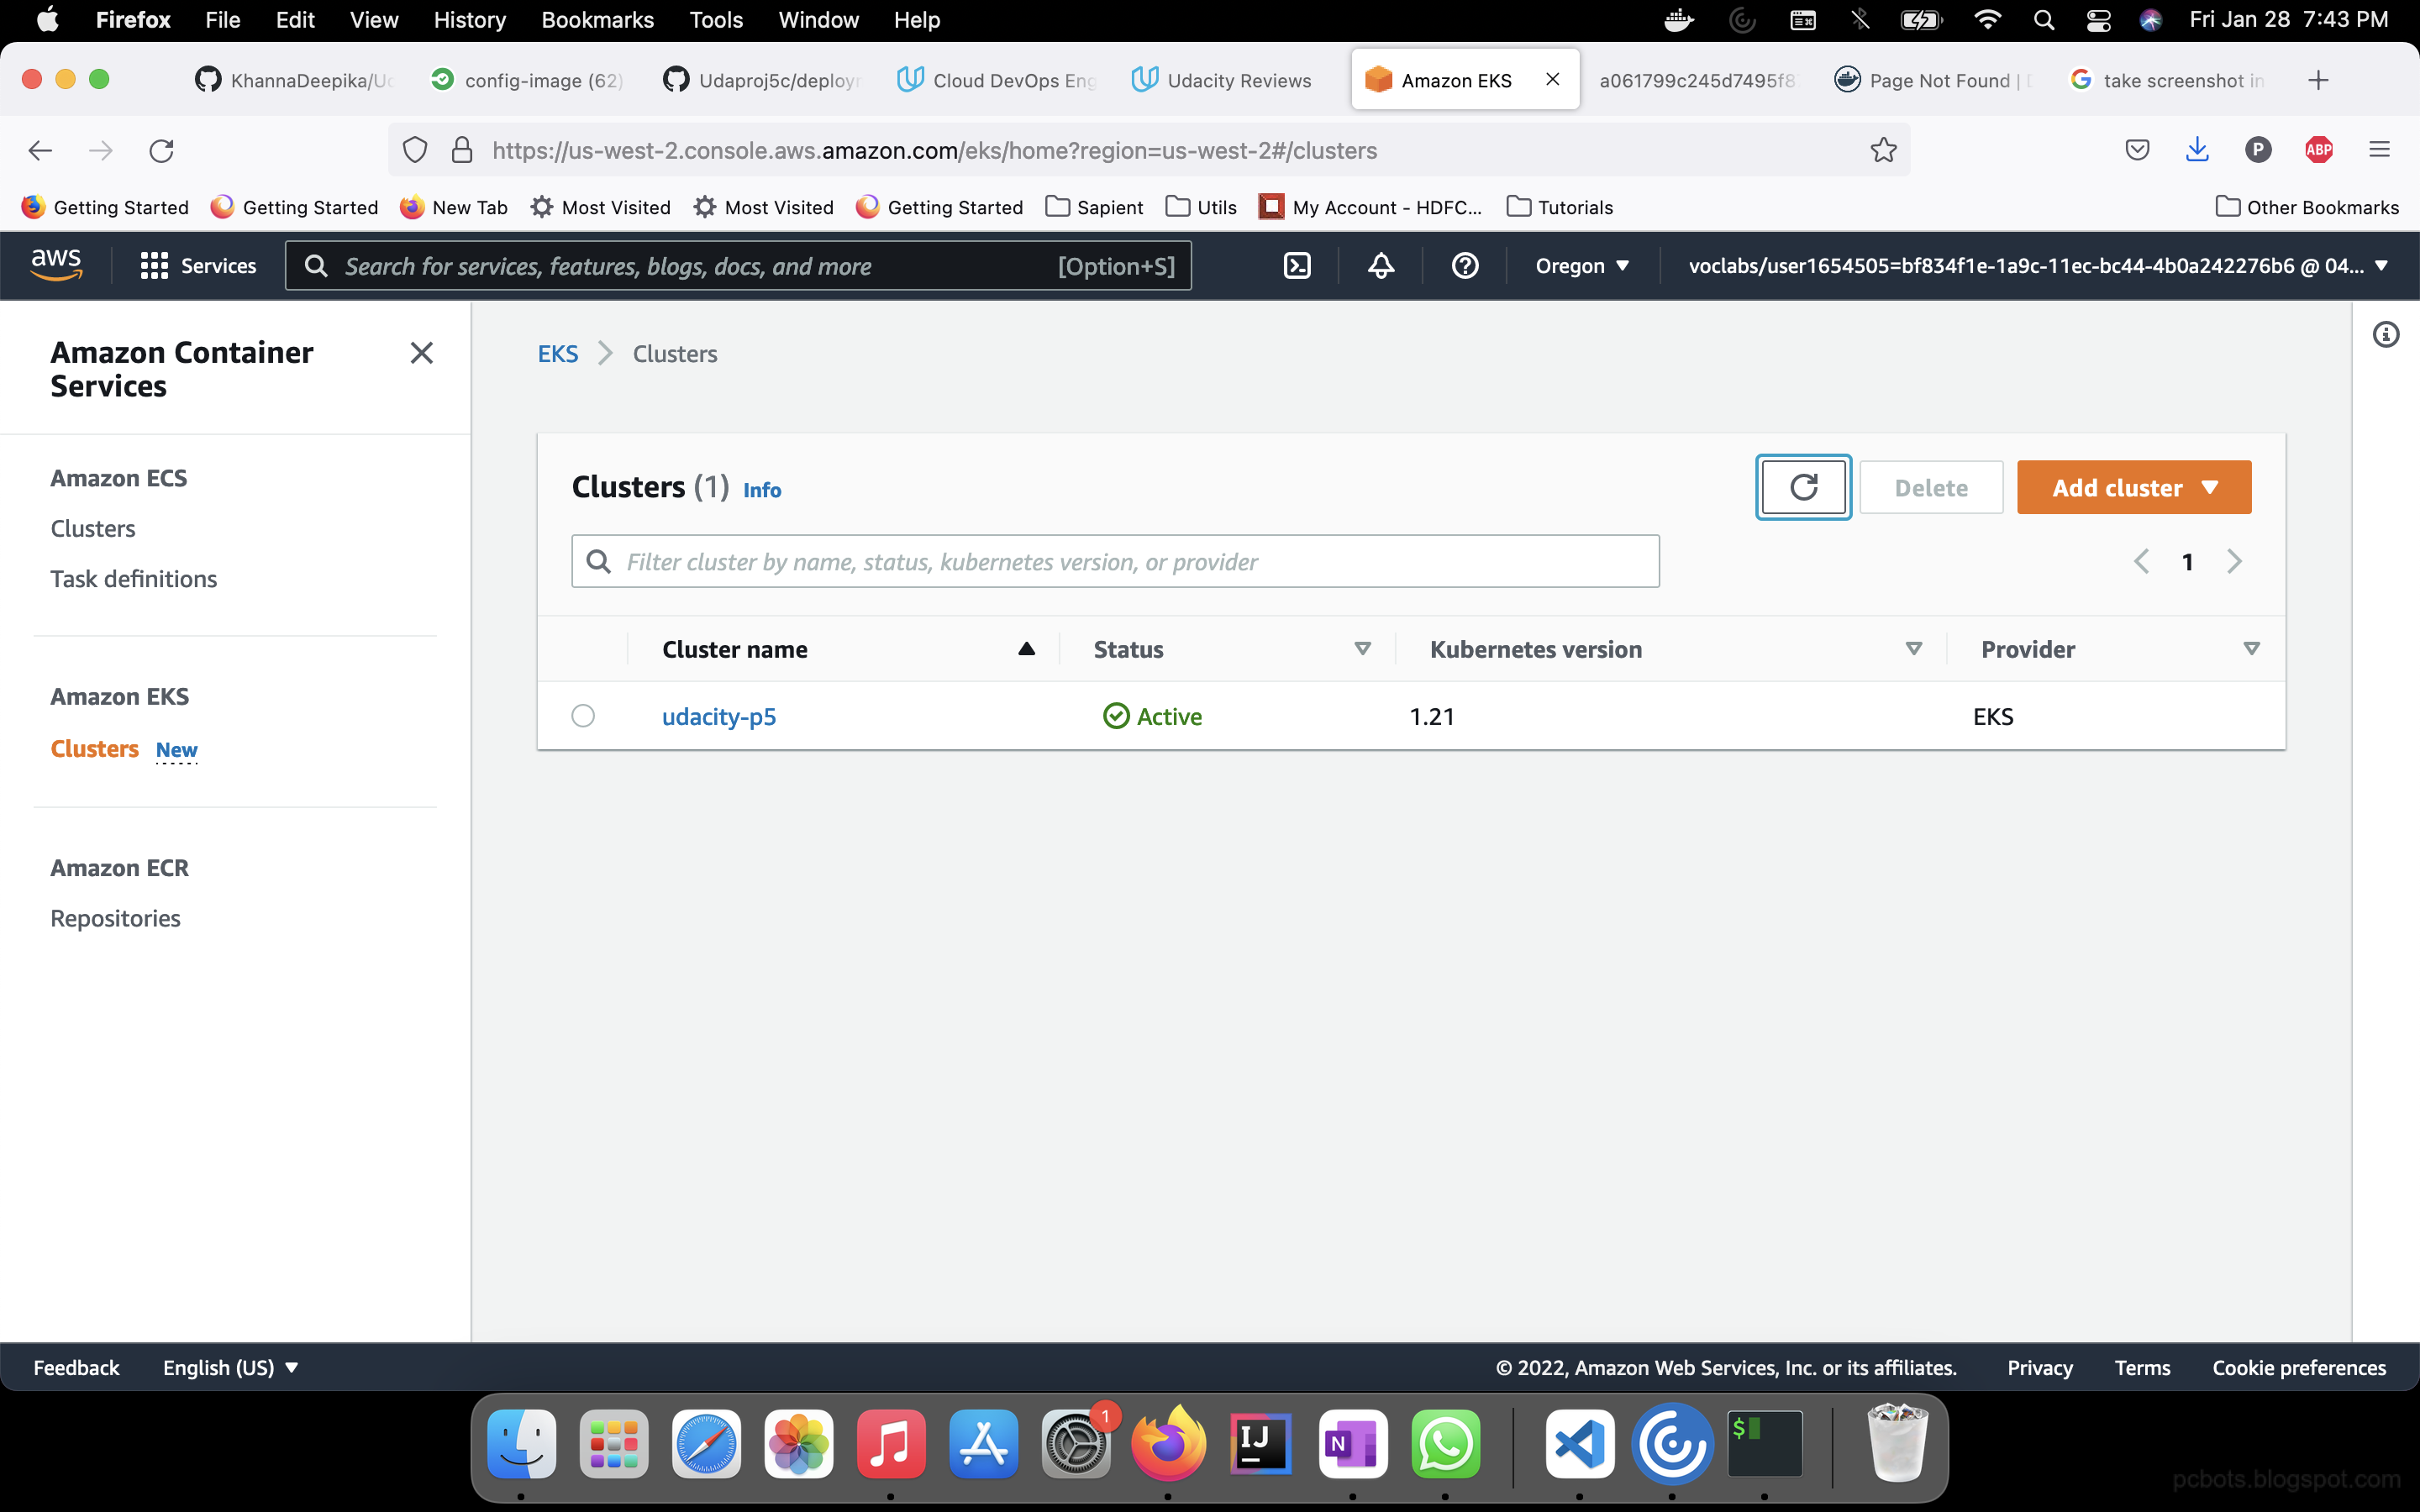 Firefox File Edit View History Bookmarks Tools Window Help Fri Jan 28 7:43 PM
KhannaDeepika/Uc config-image (62) Udaproj5c/deployr Cloud DevOps Eng Udacity Reviews Amazon EKS a061799c245d7495f8 Page Not Found | D take screenshot in
https://us-west-2.console.aws.amazon.com/eks/home?region=us-west-2#/clusters P ABP
Getting Started Getting Started New Tab Most Visited Most Visited Getting Started Sapient Utils My Account - HDFC... Tutorials Other Bookmarks
aws Services Search for services, features, blogs, docs, and more [Option+S] Oregon voclabs/user1654505=bf834f1e-1a9c-11ec-bc44-4b0a242276b6 @ 04...
Amazon Container
Services
Amazon ECS
Clusters
Task definitions
Amazon EKS
Clusters New
Amazon ECR
Repositories
EKS Clusters
Clusters (1) Info Delete Add cluster
Filter cluster by name, status, kubernetes version, or provider 1
Cluster name Status Kubernetes version Provider
udacity-p5 Active 1.21 EKS
Feedback English (US) © 2022, Amazon Web Services, Inc. or its affiliates. Privacy Terms Cookie preferences
1
IJ N $
pcbots.blogspot.com